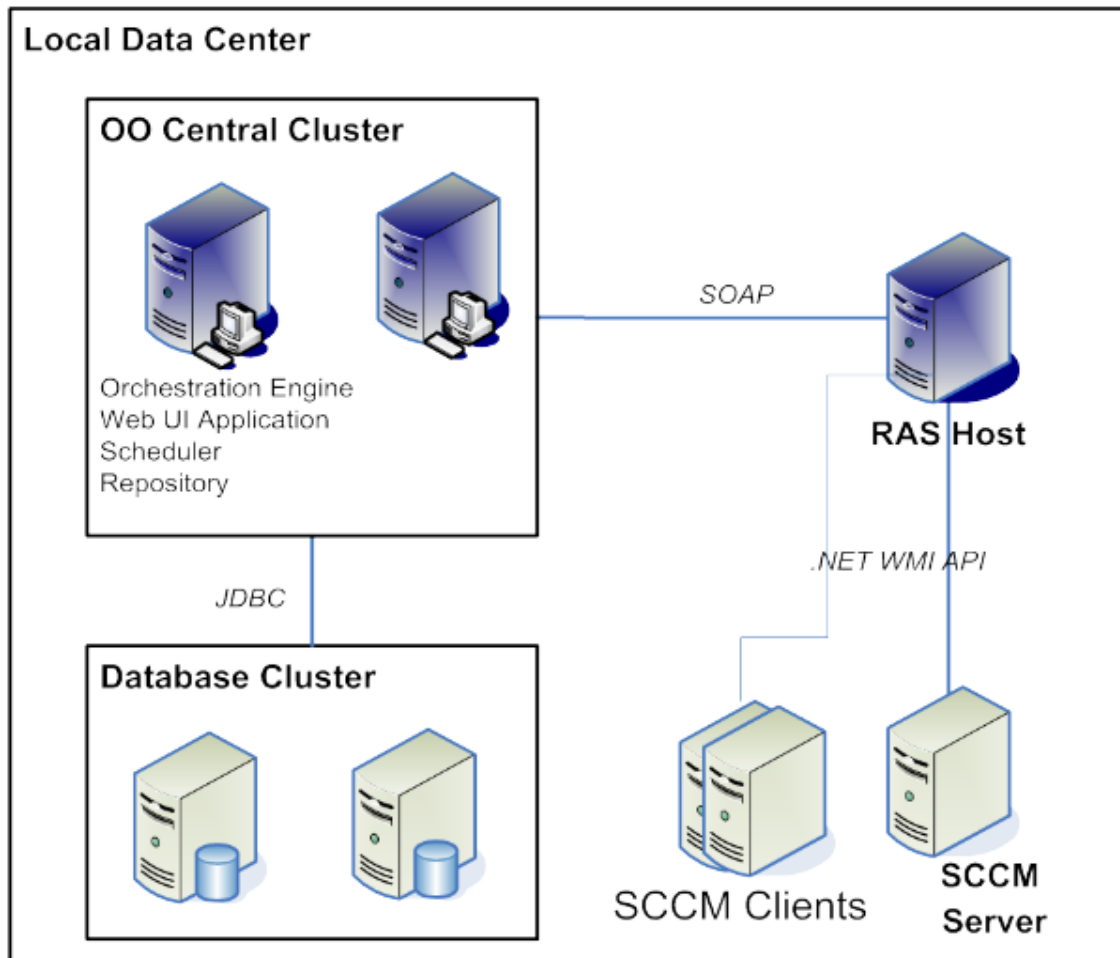 Local Data Center
OO Central Cluster
Orchestration Engine
Web UI Application
Scheduler
Repository
SOAP
RAS Host
.NET WMI API
JDBC
Database Cluster
SCCM Clients
SCCM
Server